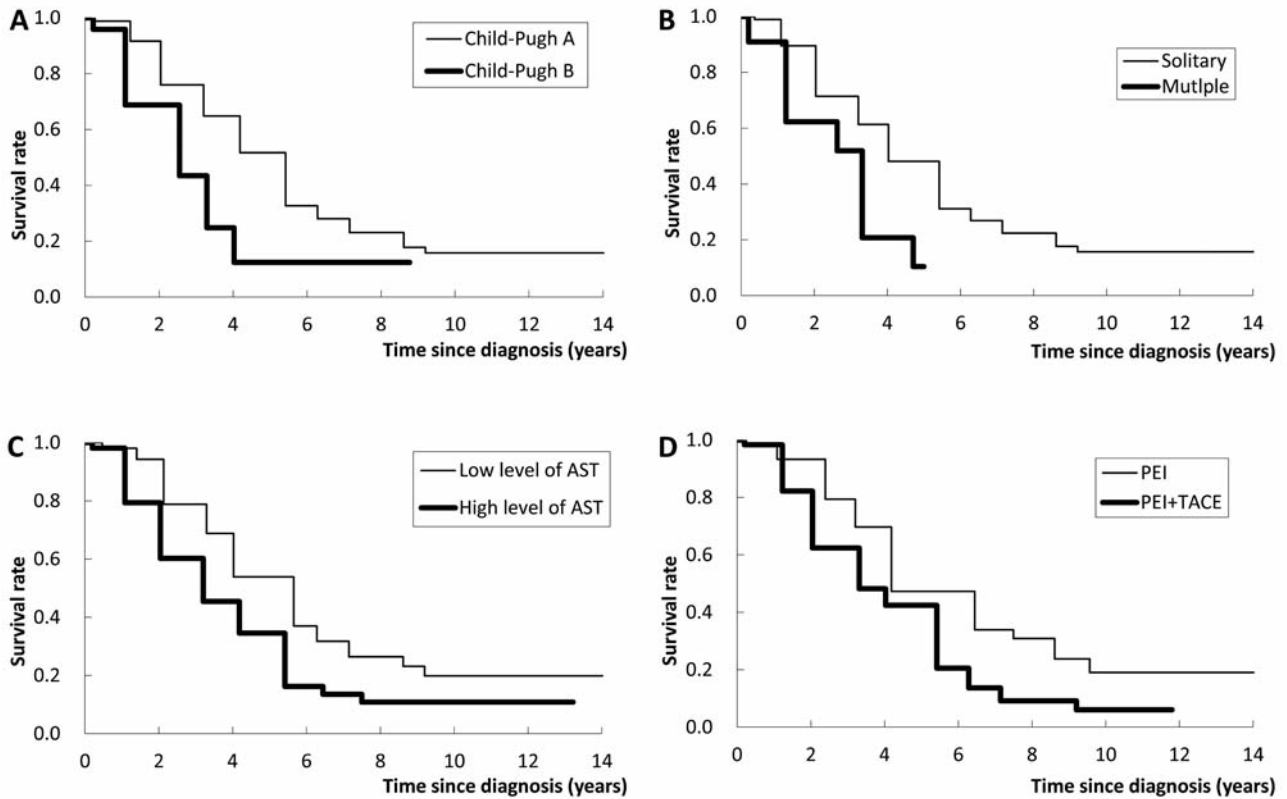 A
Child-Pugh A
Child-Pugh B
Survival rate
1.0
0.8
0.6
0.4
0.2
0.0
0 2 4 6 8 10 12 14
Time since diagnosis (years)
B
Solitary
Mutlple
Survival rate
1.0
0.8
0.6
0.4
0.2
0.0
0 2 4 6 8 10 12 14
Time since diagnosis (years)
C
Low level of AST
High level of AST
Survival rate
1.0
0.8
0.6
0.4
0.2
0.0
0 2 4 6 8 10 12 14
Time since diagnosis (years)
D
PEI
PEI+TACE
Survival rate
1.0
0.8
0.6
0.4
0.2
0.0
0 2 4 6 8 10 12 14
Time since diagnosis (years)